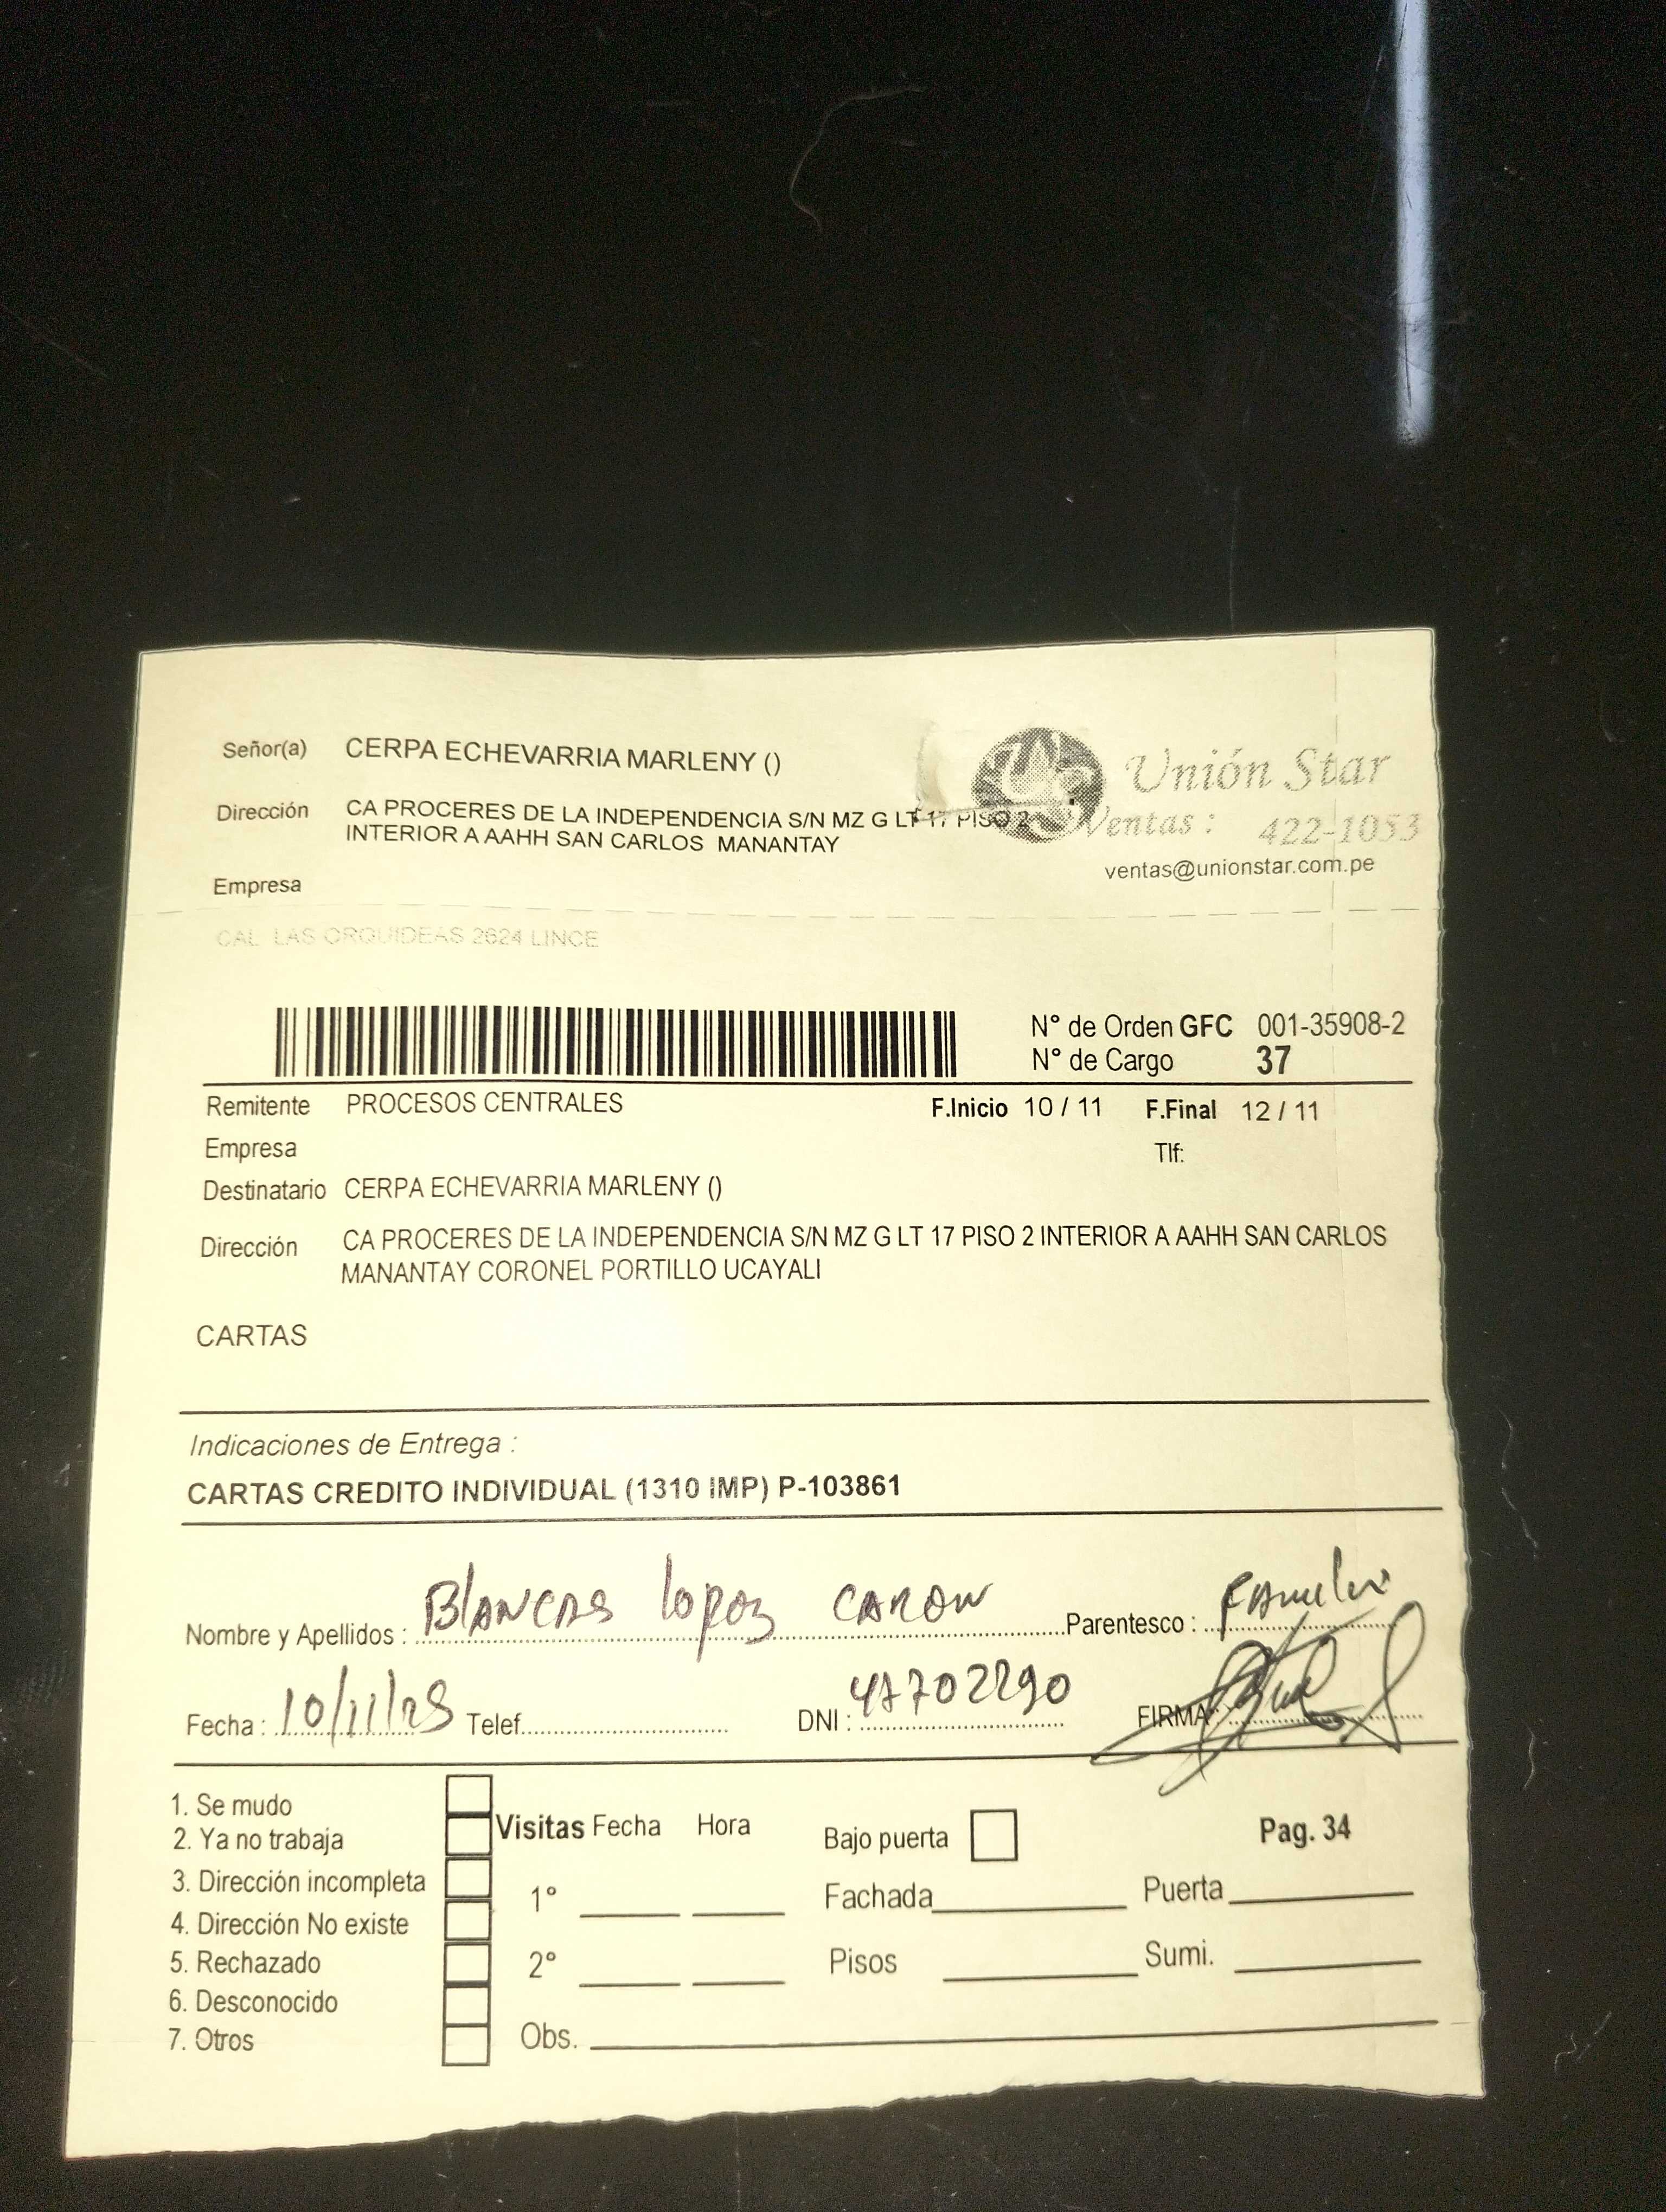 Señor(a) CERPA ECHEVARRIA MARLENY ()
Unión Star
Dirección CA PROCERES DE LA INDEPENDENCIA S/N MZ G LT 17 PISO 2
INTERIOR A AAHH SAN CARLOS MANANTAY
Ventas : 422-1053
ventas@unionstar.com.pe
Empresa
CAL LAS ORQUIDEAS 2624 LINCE
N° de Orden GFC 001-35908-2
N° de Cargo 37
Remitente PROCESOS CENTRALES F.Inicio 10 / 11 F.Final 12 / 11
Empresa Tlf:
Destinatario CERPA ECHEVARRIA MARLENY ()
Dirección CA PROCERES DE LA INDEPENDENCIA S/N MZ G LT 17 PISO 2 INTERIOR A AAHH SAN CARLOS
MANANTAY CORONEL PORTILLO UCAYALI
CARTAS
Indicaciones de Entrega :
CARTAS CREDITO INDIVIDUAL (1310 IMP) P-103861
Nombre y Apellidos : Blancas lopez Parentesco :
Fecha : 10/11/25 Telef. DNI : 47702290 FIRMA:
1. Se mudo
2. Ya no trabaja
3. Dirección incompleta
4. Dirección No existe
5. Rechazado
6. Desconocido
7. Otros
Visitas Fecha Hora
1°
2°
Obs.
Bajo puerta
Pag. 34
Fachada Puerta
Pisos Sumi.